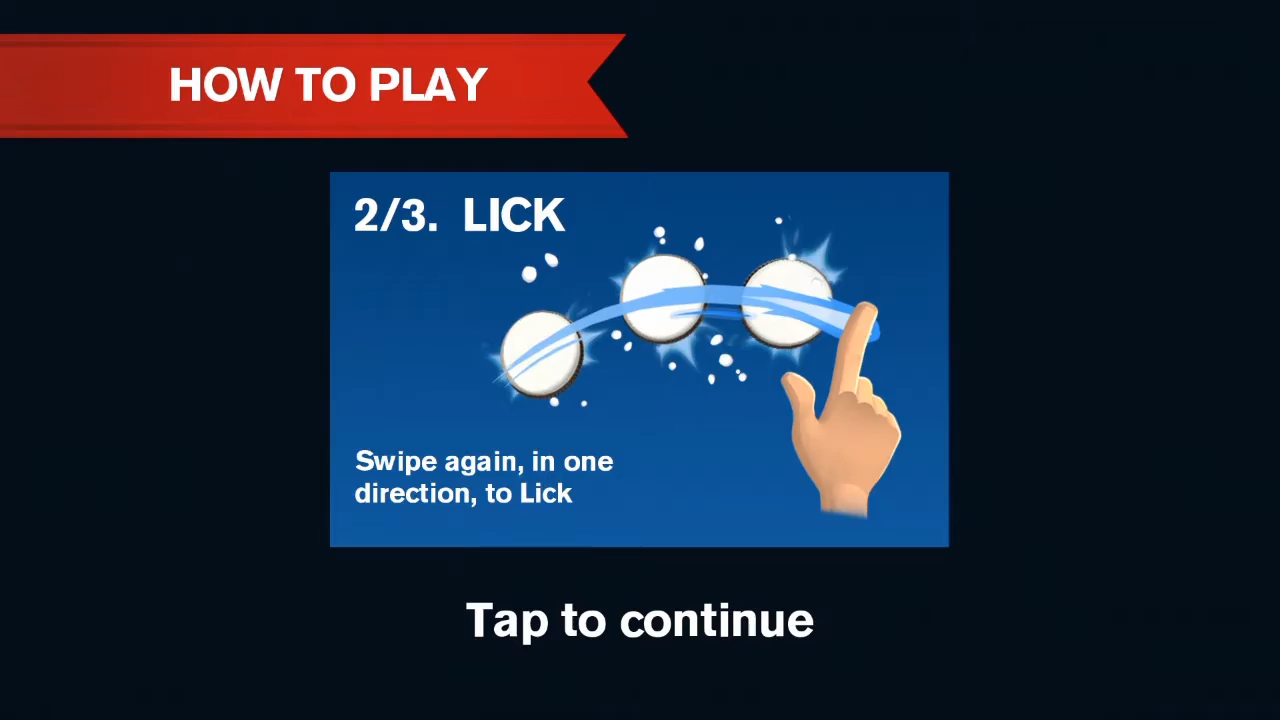 HOW TO PLAY
2/3. LICK
Swipe again, in one
direction, to Lick
Tap to continue